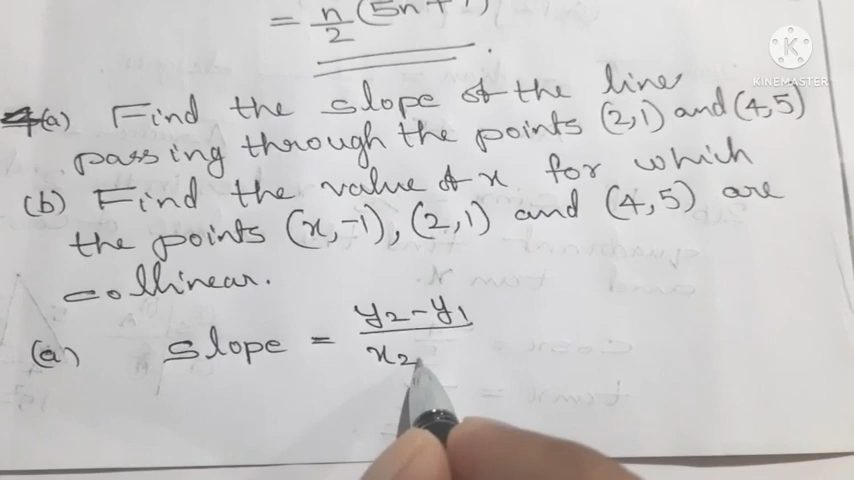 = n/2 (5n+7)
KINEMASTER
4(a) Find the slope of the line
passing through the points (2,1) and (4,5)
(b) Find the value of x for which
the points (x,-1), (2,1) and (4,5) are
collinear.
(a) slope = y₂-y₁/x₂